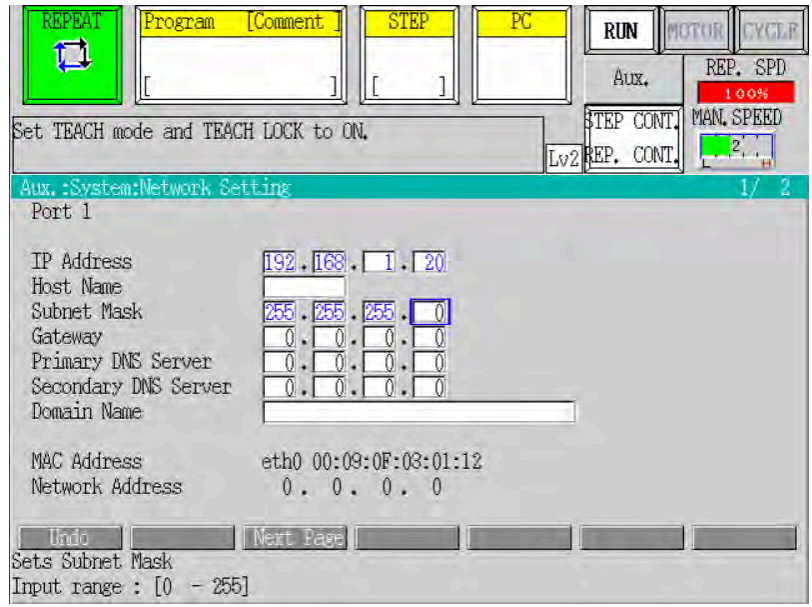 REPEAT
Program [Comment ]
[ ]
STEP
[ ]
PC
RUN
MOTOR
CYCLE
Aux.
REP. SPD
100%
Set TEACH mode and TEACH LOCK to ON.
Lv2
STEP CONT.
REP. CONT.
MAN.SPEED
2
L H
Aux.:System:Network Setting 1/ 2
Port 1
IP Address 192 . 168 . 1 . 20
Host Name
Subnet Mask 255 . 255 . 255 . 0
Gateway 0 . 0 . 0 . 0
Primary DNS Server 0 . 0 . 0 . 0
Secondary DNS Server 0 . 0 . 0 . 0
Domain Name
MAC Address eth0 00:09:0F:03:01:12
Network Address 0 . 0 . 0 . 0
Undo Next Page
Sets Subnet Mask
Input range : [0 - 255]